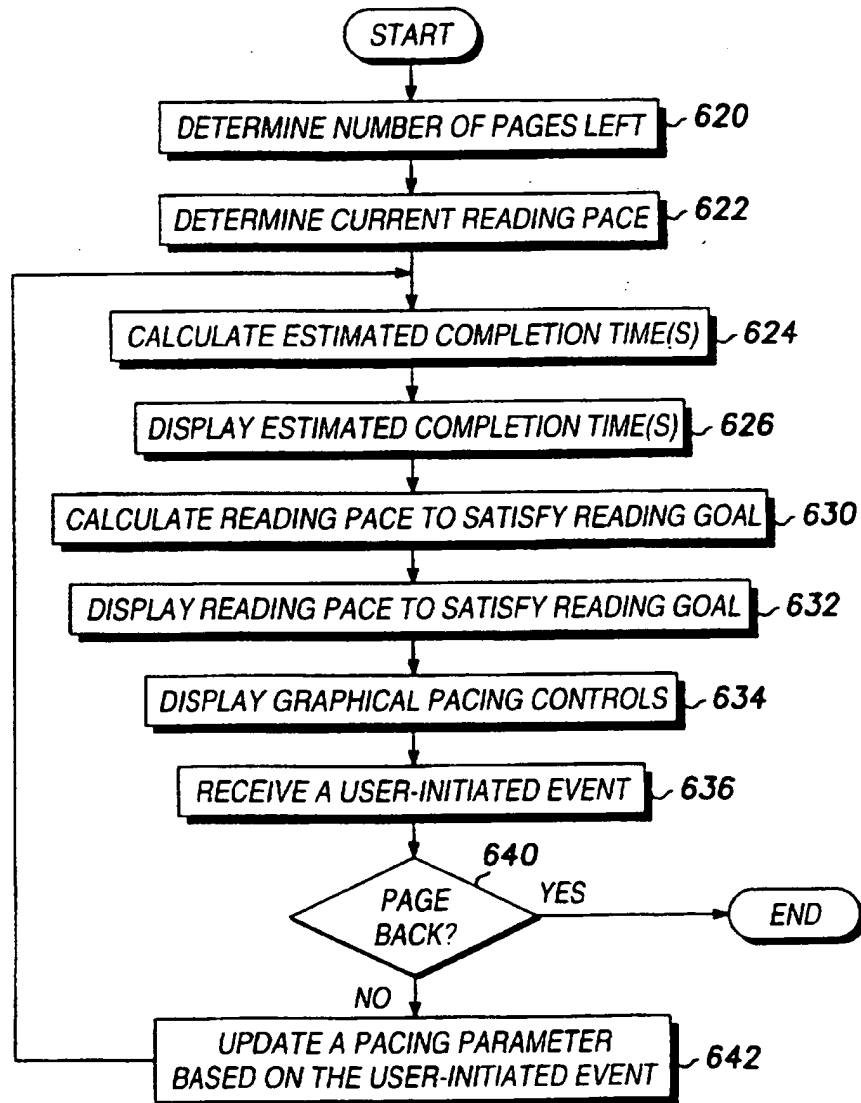 START
DETERMINE NUMBER OF PAGES LEFT 620
DETERMINE CURRENT READING PACE 622
CALCULATE ESTIMATED COMPLETION TIME(S) 624
DISPLAY ESTIMATED COMPLETION TIME(S) 626
CALCULATE READING PACE TO SATISFY READING GOAL 630
DISPLAY READING PACE TO SATISFY READING GOAL 632
DISPLAY GRAPHICAL PACING CONTROLS 634
RECEIVE A USER-INITIATED EVENT 636
640
PAGE
BACK?
YES
END
NO
UPDATE A PACING PARAMETER
BASED ON THE USER-INITIATED EVENT 642